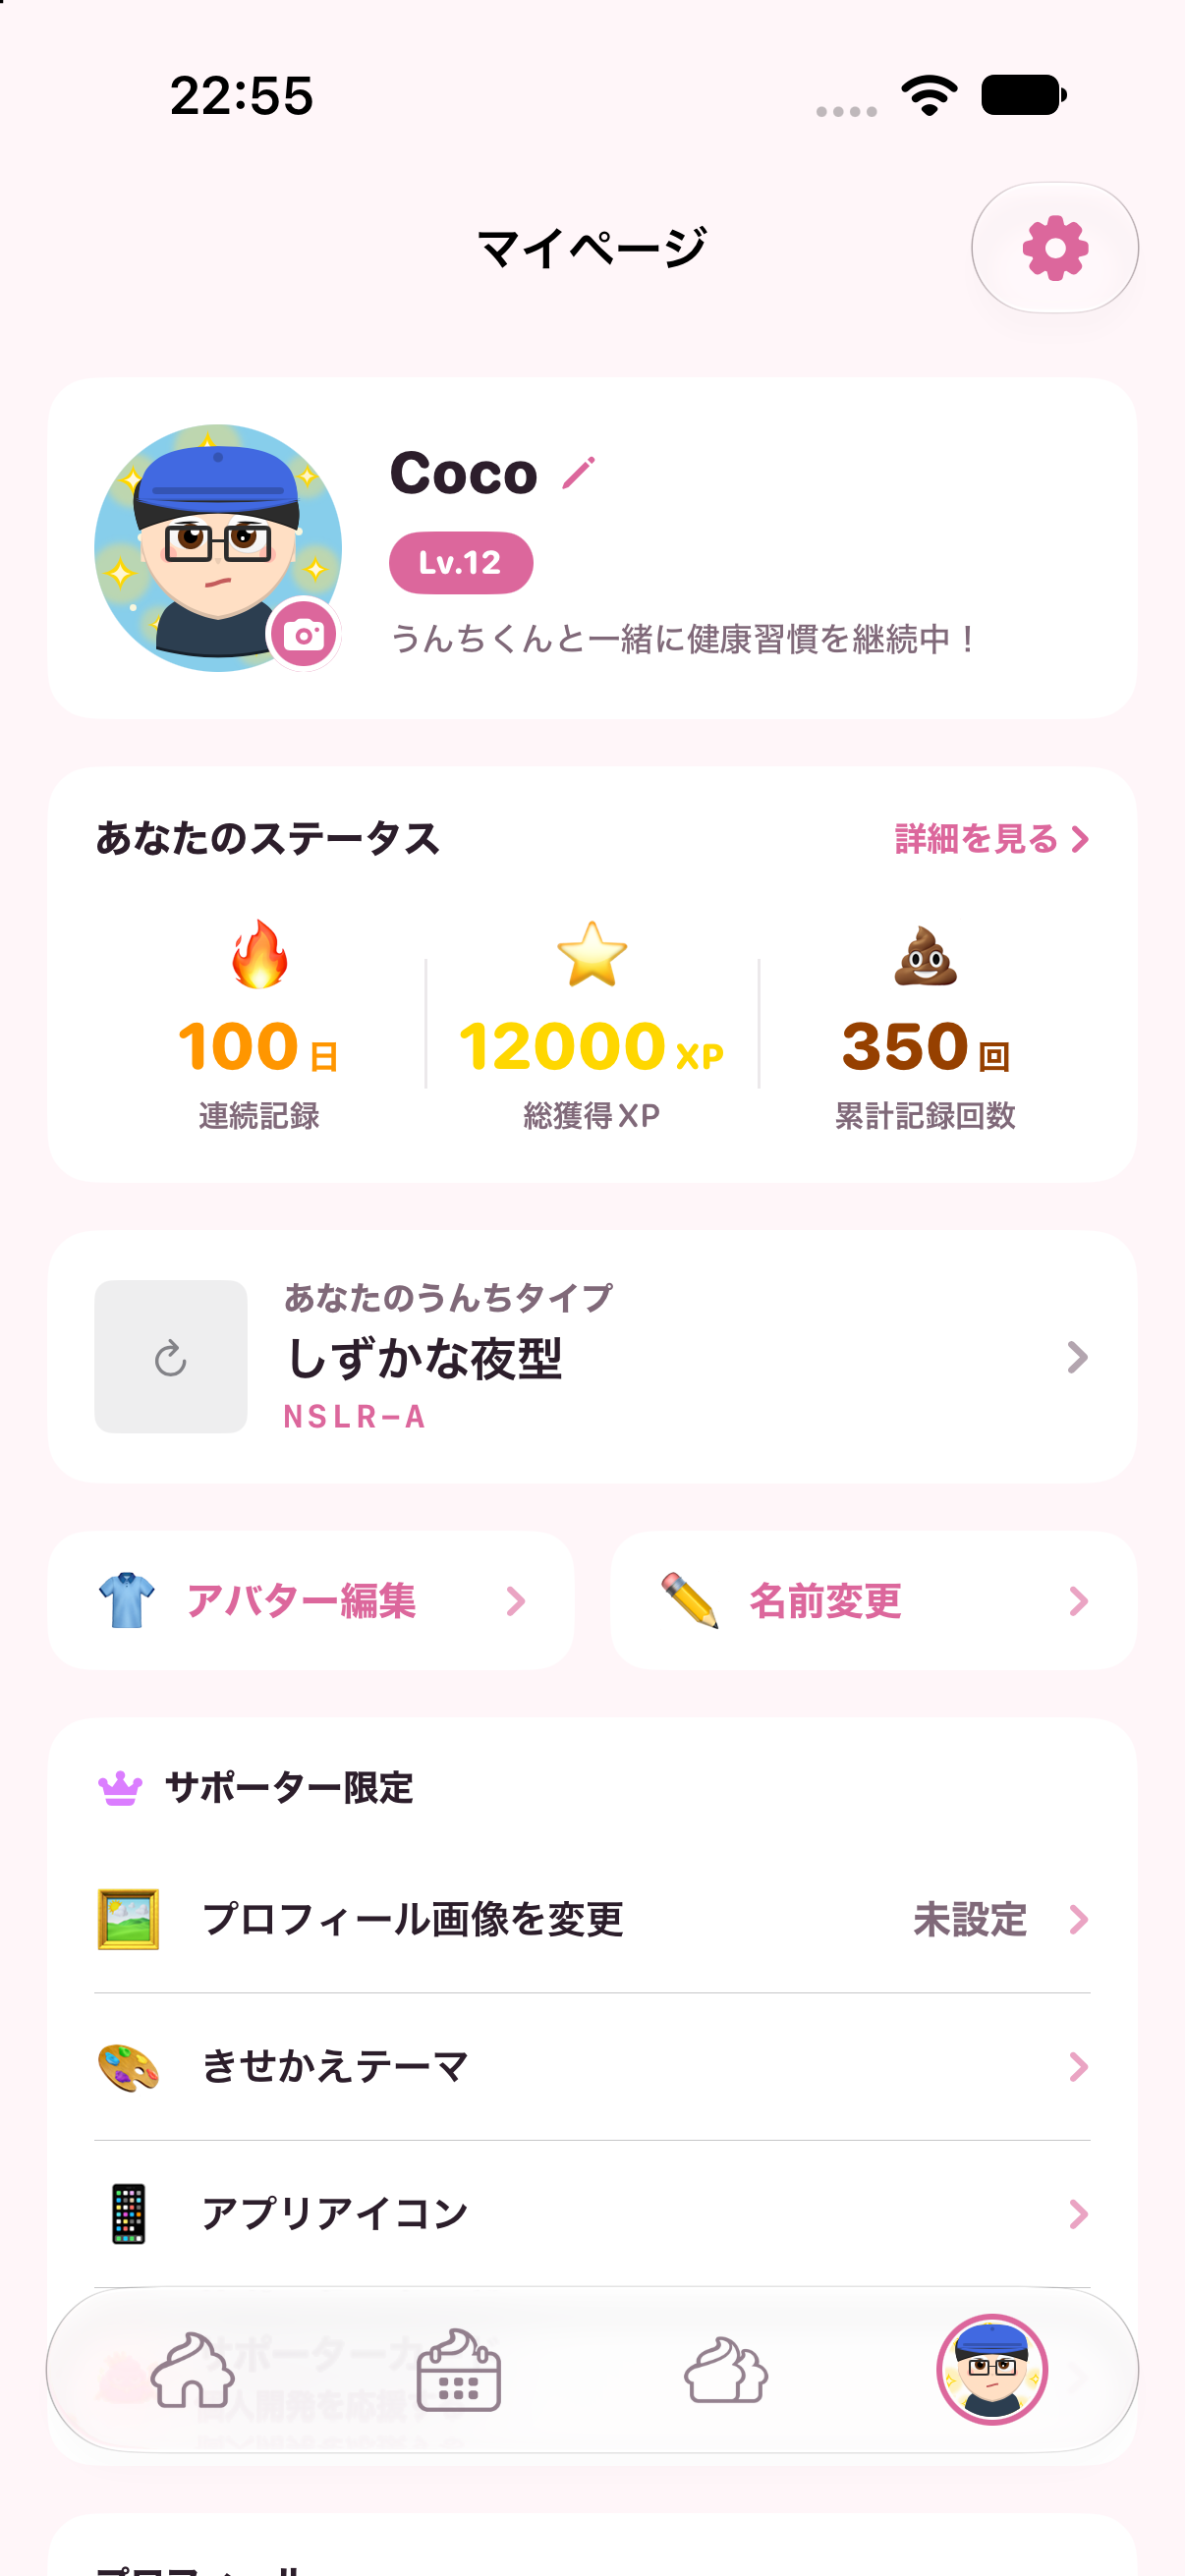 22:55
マイページ
Coco
Lv.12
うんちくんと一緒に健康習慣を継続中！
あなたのステータス
詳細を見る
100日
12000XP
350回
連続記録
総獲得XP
累計記録回数
あなたのうんちタイプ
しずかな夜型
NSLR-A
アバター編集
名前変更
サポーター限定
プロフィール画像を変更
未設定
きせかえテーマ
アプリアイコン
プロフィール